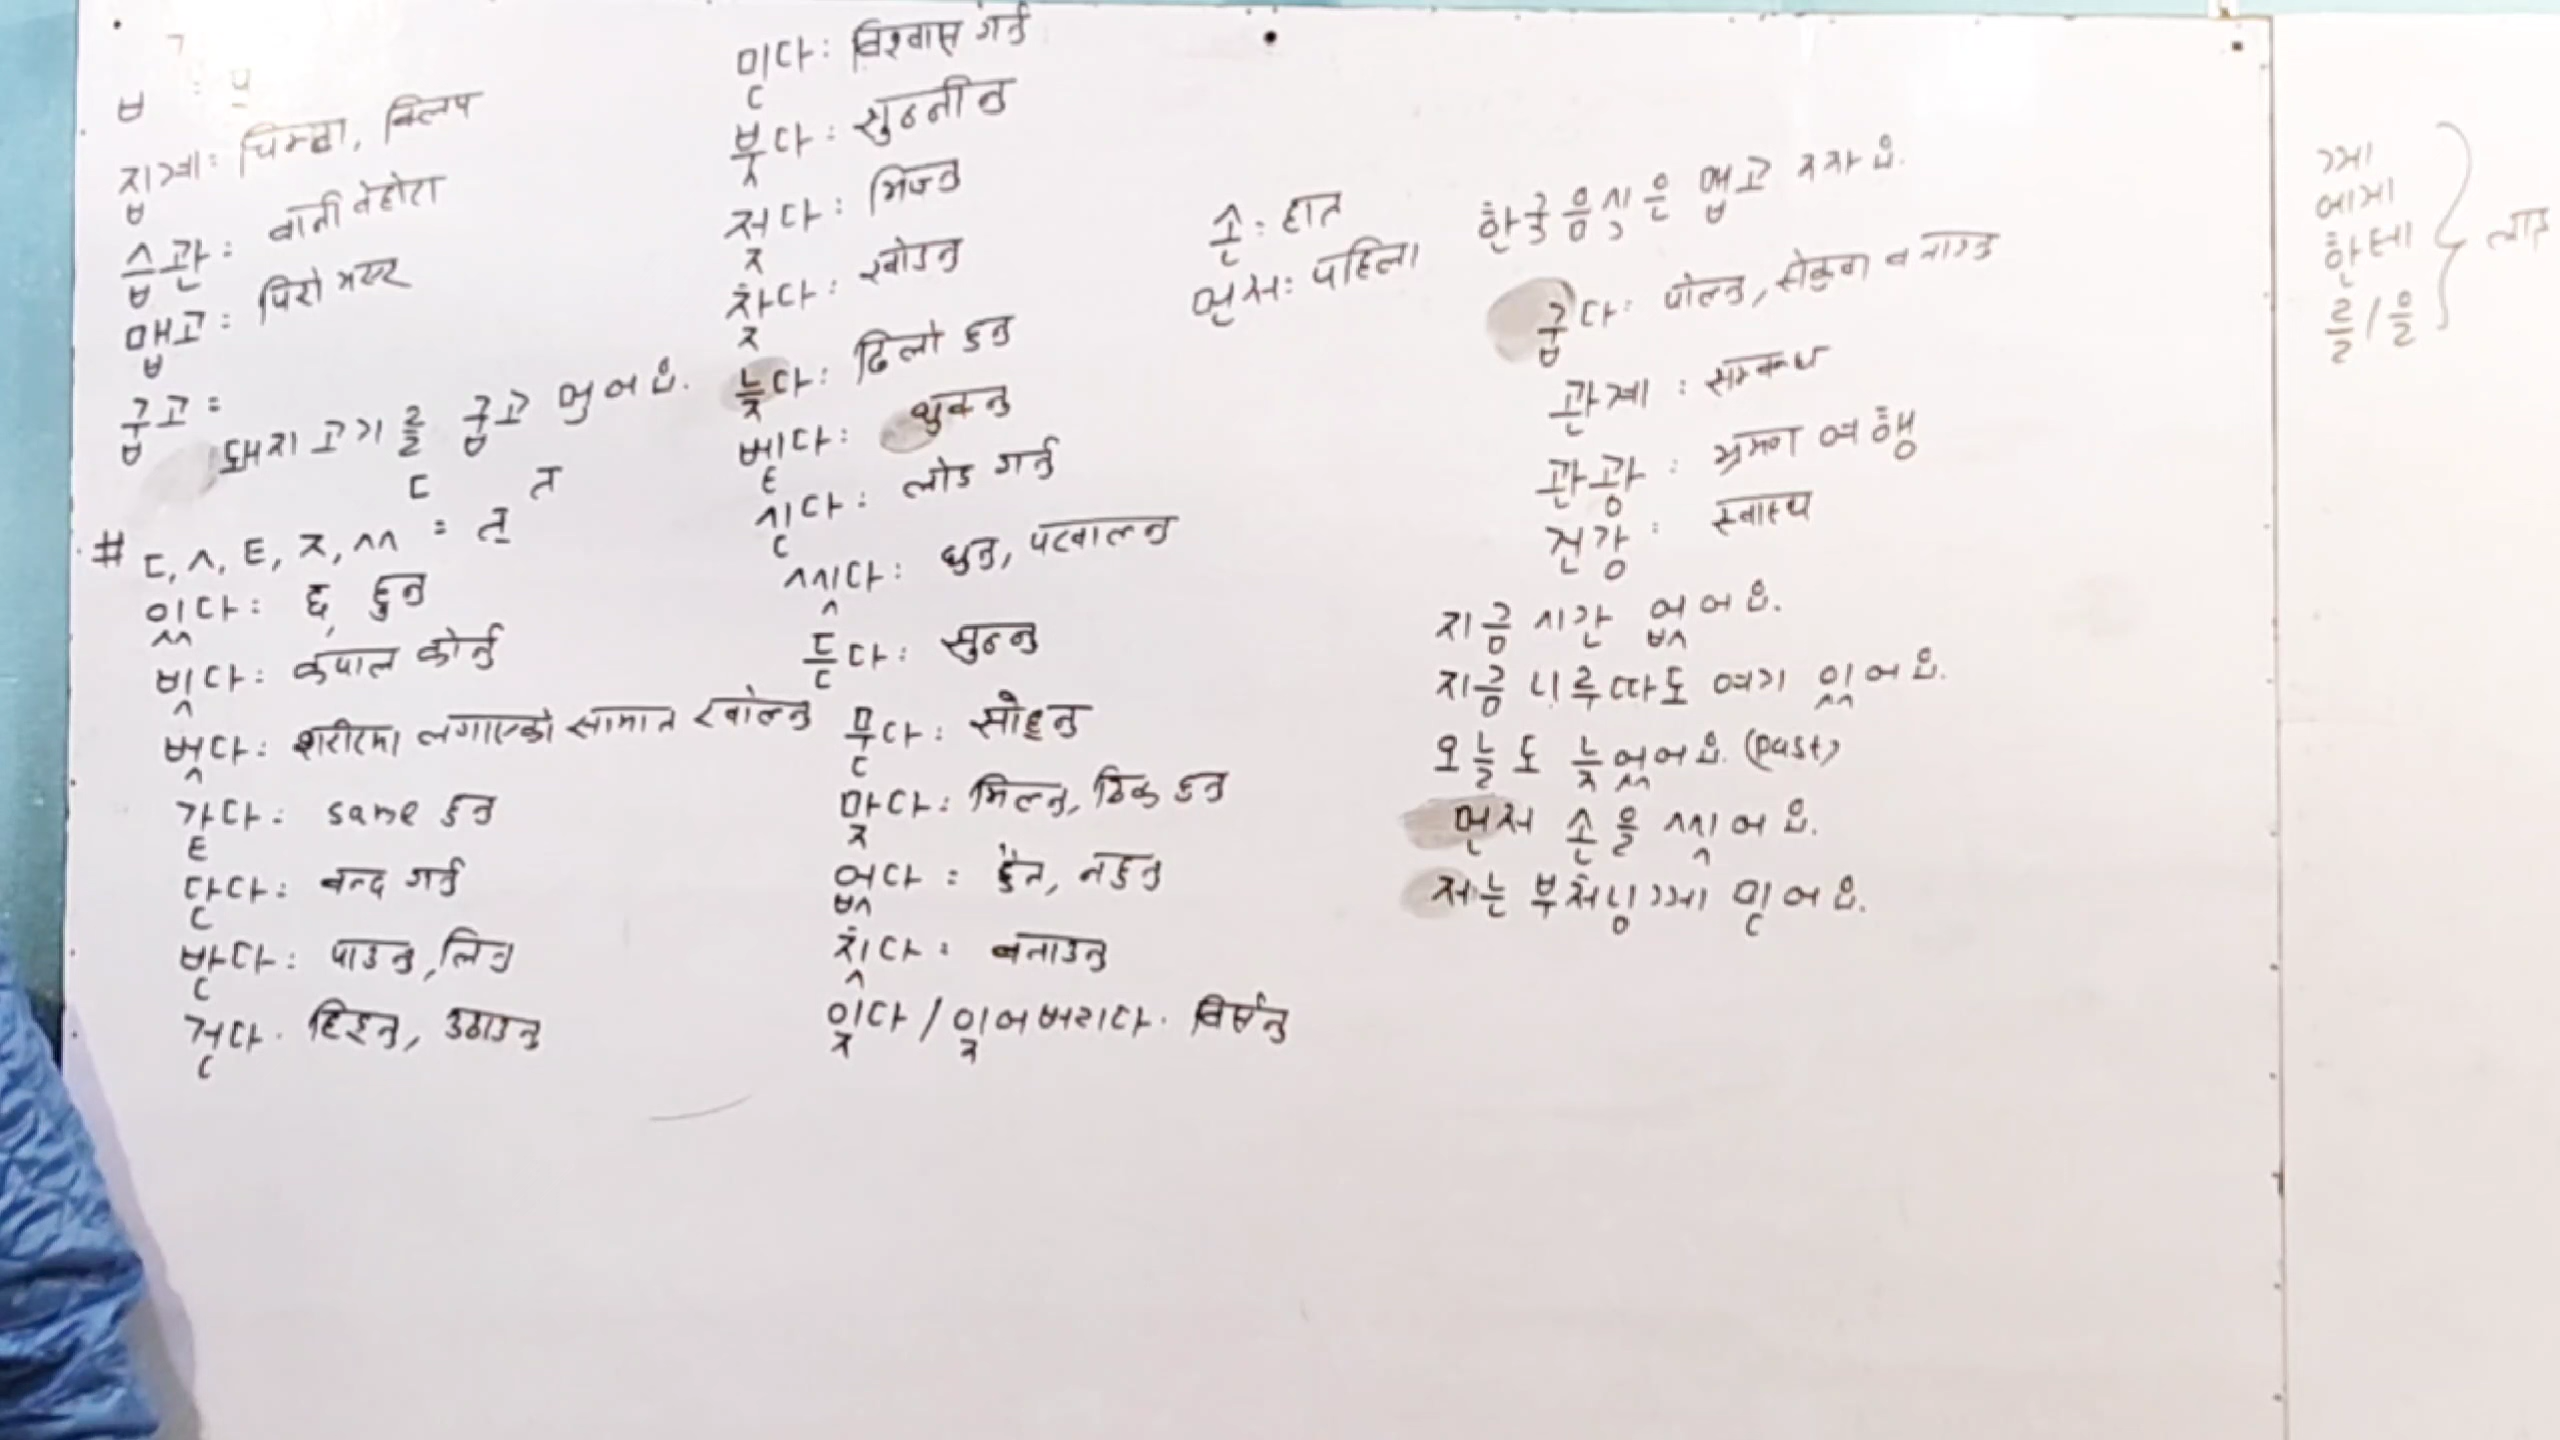 ㅂ : प
집게: चिम्टा, क्लिप
습관: बानी वेहोरा
맵고: पिरो भएर
굽고:
돼지고기를 굽고 먹어요.
ㄷ त
# ㄷ, ㅅ, ㅌ, ㅈ, ㅆ = त्
있다: छ, हुनु
빗다: कपाल कोर्नु
벗다: शरीरमा लगाएको सामान खोल्नु
같다: same हुनु
닫다: बन्द गर्नु
받다: पाउनु, लिनु
걷다. हिड्नु, उठाउनु
믿다: विश्वास गर्नु
붖다: सुन्नीनु
젖다: भिज्नु
찾다: खोज्नु
늦다: ढिलो हुनु
뱉다: थुक्नु
싣다: लोड गर्नु
씻다: धुनु, पखाल्नु
듣다: सुन्नु
묻다: सोध्नु
맞다: मिल्नु, ठिक हुनु
없다: हुँन, नहुनु
칫다: बनाउनु
잊다 / 잊어버리다. बिर्सनु
손: हात
먼저: पहिला
한국음식은 맵고 짜요.
굽다: पोल्नु, सेकुवा बनाउनु
관계: सम्बन्ध
관광: भ्रमण 여행
건강: स्वास्थ्य
지금 시간 없어요.
지금 니루따도 여기 있어요.
오늘도 늦었어요. (past)
먼저 손을 씻어요.
저는 부처님께 믿어요.
께
에게
한테
를/을
लाई